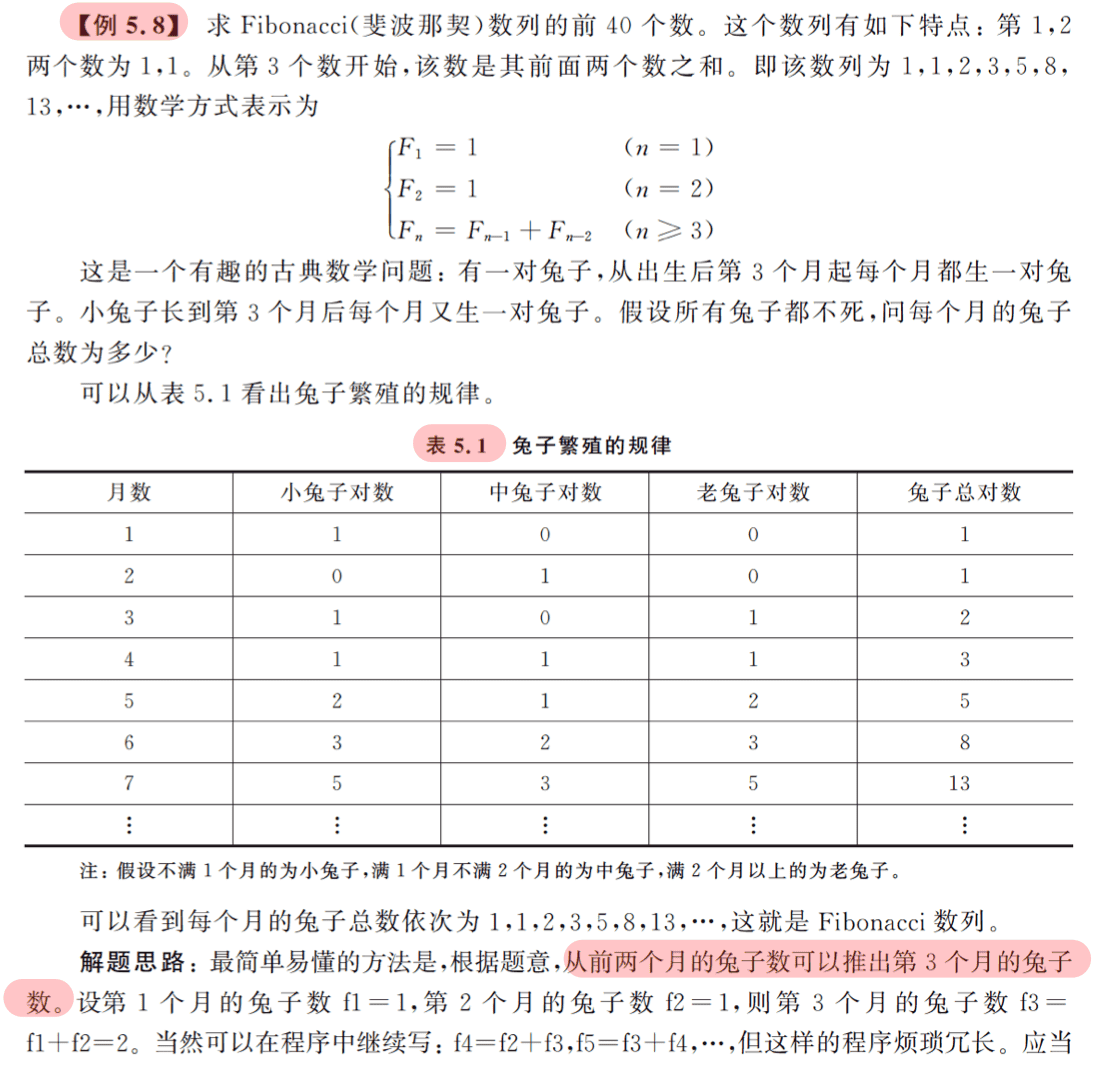 【例 5.8】 求 Fibonacci(斐波那契)数列的前 40 个数。这个数列有如下特点:第 1,2
两个数为 1,1。从第 3 个数开始,该数是其前面两个数之和。即该数列为 1,1,2,3,5,8,
13,…,用数学方式表示为
F₁ = 1 (n = 1)
F₂ = 1 (n = 2)
Fₙ = Fₙ₋₁ + Fₙ₋₂ (n ⩾ 3)
这是一个有趣的古典数学问题:有一对兔子,从出生后第 3 个月起每个月都生一对兔
子。小兔子长到第 3 个月后每个月又生一对兔子。假设所有兔子都不死,问每个月的兔子
总数为多少?
可以从表 5.1 看出兔子繁殖的规律。
表 5.1 兔子繁殖的规律
月数 小兔子对数 中兔子对数 老兔子对数 兔子总对数
1 1 0 0 1
2 0 1 0 1
3 1 0 1 2
4 1 1 1 3
5 2 1 2 5
6 3 2 3 8
7 5 3 5 13
⋮ ⋮ ⋮ ⋮ ⋮
注:假设不满 1 个月的为小兔子,满 1 个月不满 2 个月的为中兔子,满 2 个月以上的为老兔子。
可以看到每个月的兔子总数依次为 1,1,2,3,5,8,13,…,这就是 Fibonacci 数列。
解题思路:最简单易懂的方法是,根据题意,从前两个月的兔子数可以推出第 3 个月的兔子
数。设第 1 个月的兔子数 f1=1,第 2 个月的兔子数 f2=1,则第 3 个月的兔子数 f3=
f1+f2=2。当然可以在程序中继续写:f4=f2+f3,f5=f3+f4,…,但这样的程序烦琐冗长。应当